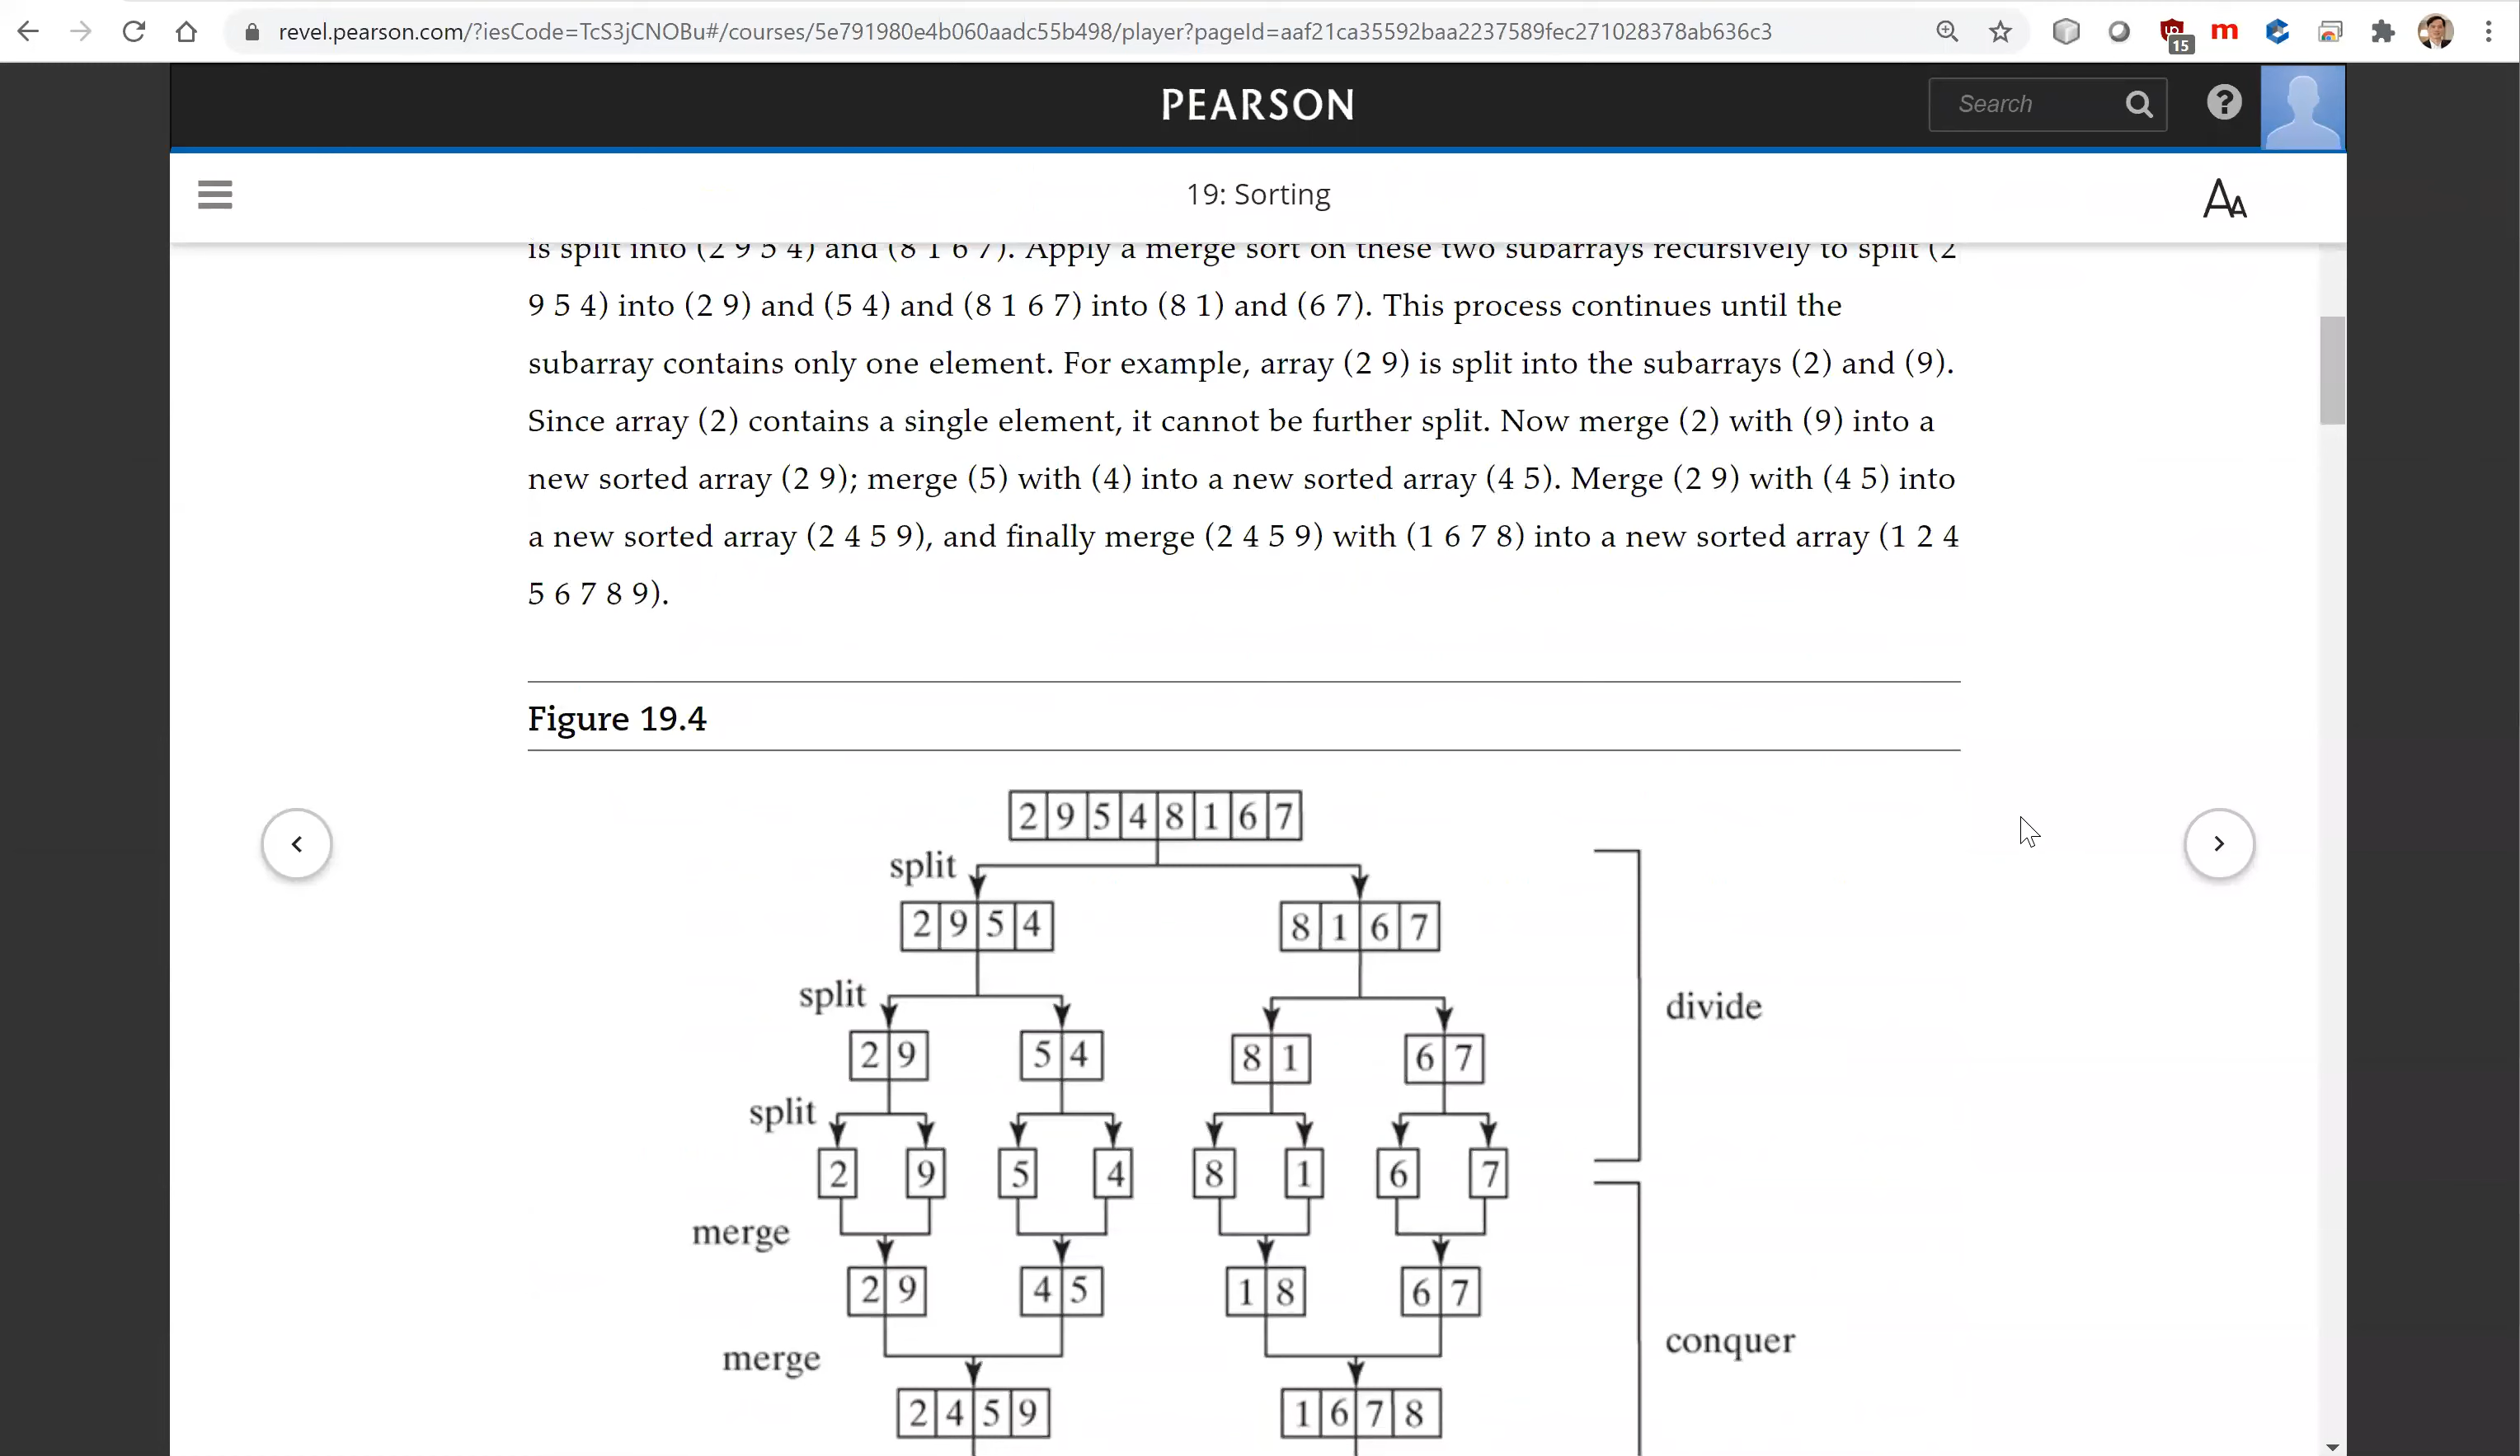 revel.pearson.com/?iesCode=TcS3jCNOBu#/courses/5e791980e4b060aadc55b498/player?pageId=aaf21ca35592baa2237589fec271028378ab636c3
15
m
PEARSON
Search
?
19: Sorting
AA
is split into (2 9 5 4) and (8 1 6 7). Apply a merge sort on these two subarrays recursively to split (2
9 5 4) into (2 9) and (5 4) and (8 1 6 7) into (8 1) and (6 7). This process continues until the
subarray contains only one element. For example, array (2 9) is split into the subarrays (2) and (9).
Since array (2) contains a single element, it cannot be further split. Now merge (2) with (9) into a
new sorted array (2 9); merge (5) with (4) into a new sorted array (4 5). Merge (2 9) with (4 5) into
a new sorted array (2 4 5 9), and finally merge (2 4 5 9) with (1 6 7 8) into a new sorted array (1 2 4
5 6 7 8 9).
Figure 19.4
2 9 5 4 8 1 6 7
split
2 9 5 4 8 1 6 7
split
divide
2 9 5 4 8 1 6 7
split
2 9 5 4 8 1 6 7
merge
2 9 4 5 1 8 6 7
conquer
merge
2 4 5 9 1 6 7 8